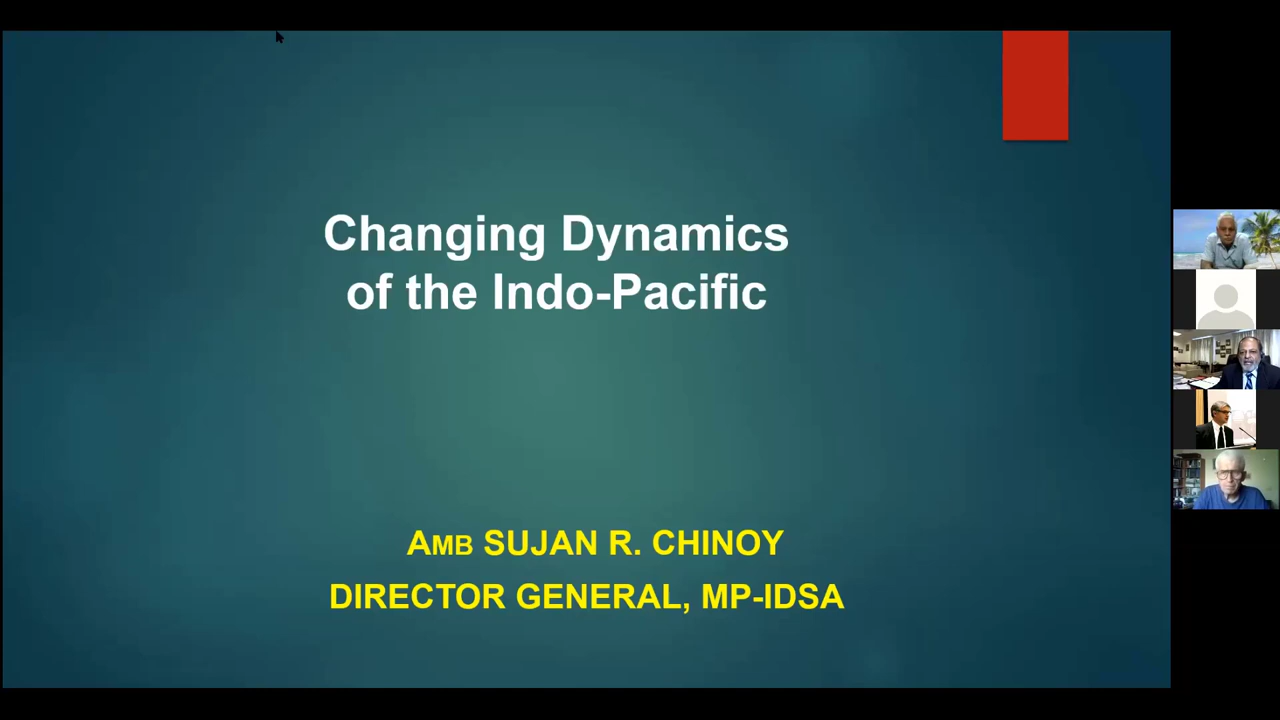 Changing Dynamics
of the Indo-Pacific
AMB SUJAN R. CHINOY
DIRECTOR GENERAL, MP-IDSA